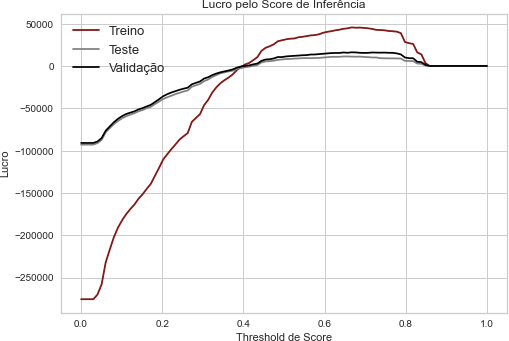 Lucro pelo Score de Inferência
Treino
Teste
Validação
50000
0
−50000
−100000
−150000
−200000
−250000
Lucro
0.0 0.2 0.4 0.6 0.8 1.0
Threshold de Score